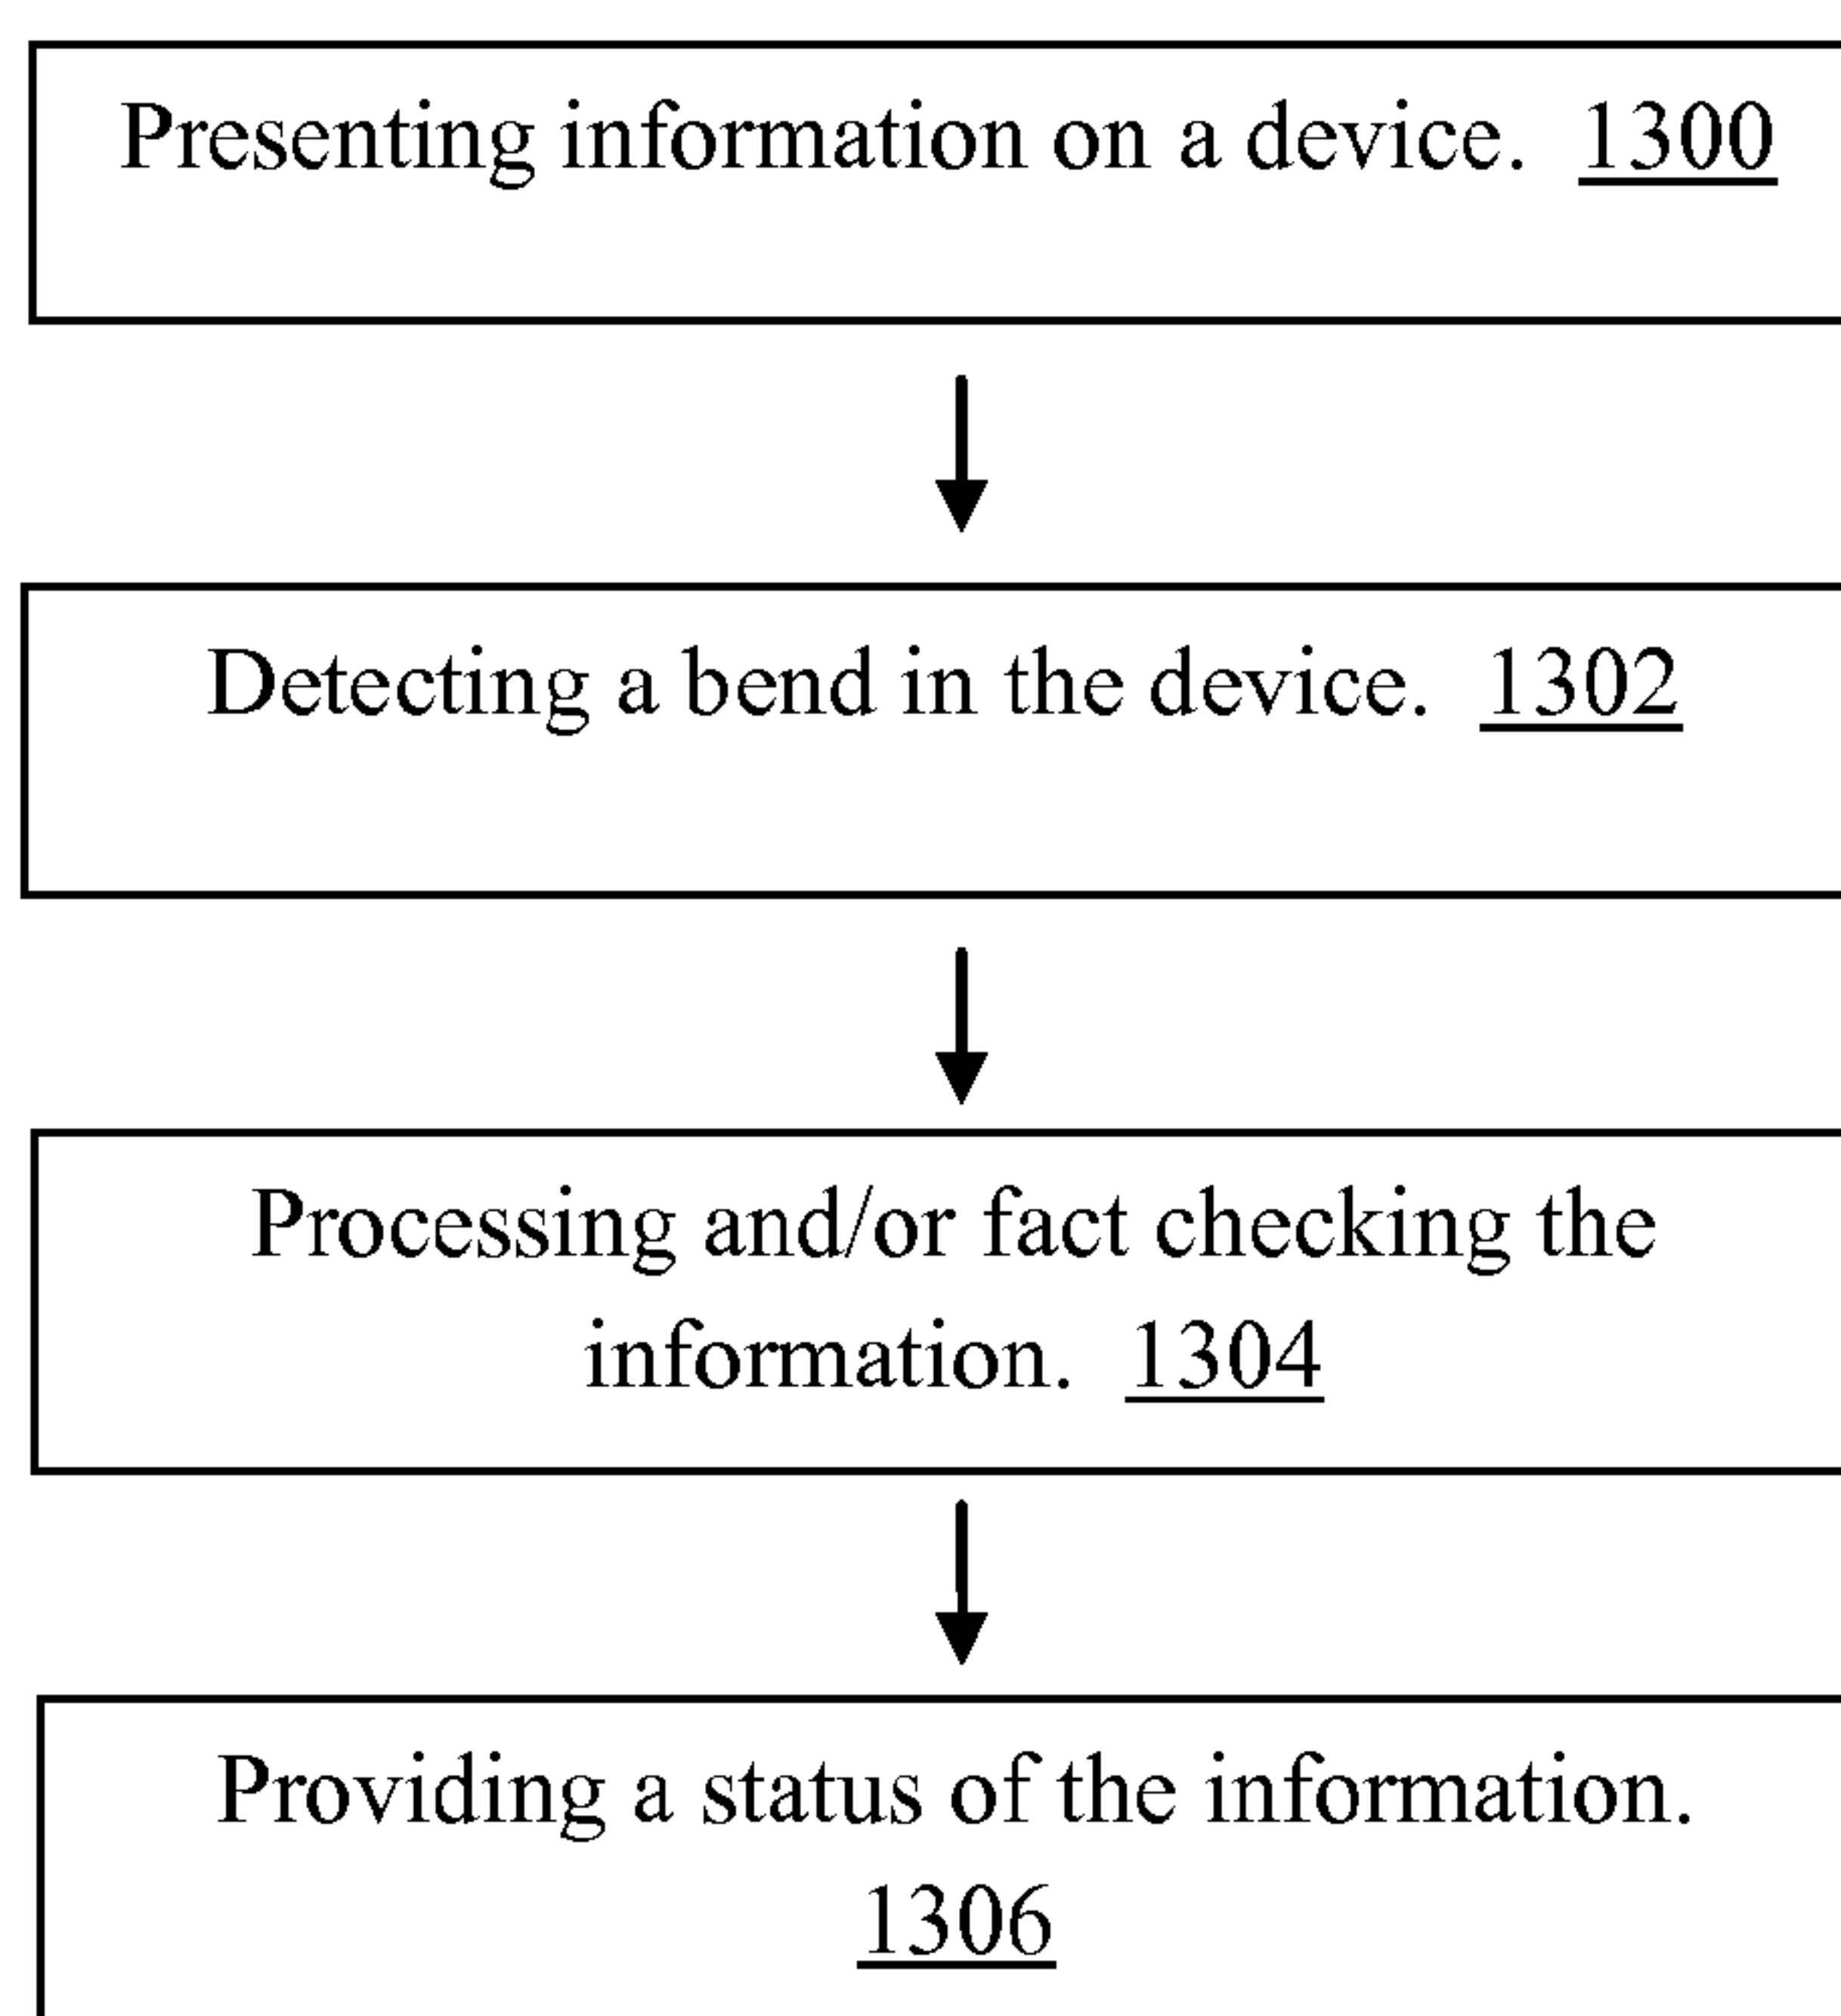 Presenting information on a device. 1300
Detecting a bend in the device. 1302
Processing and/or fact checking the
information. 1304
Providing a status of the information.
1306